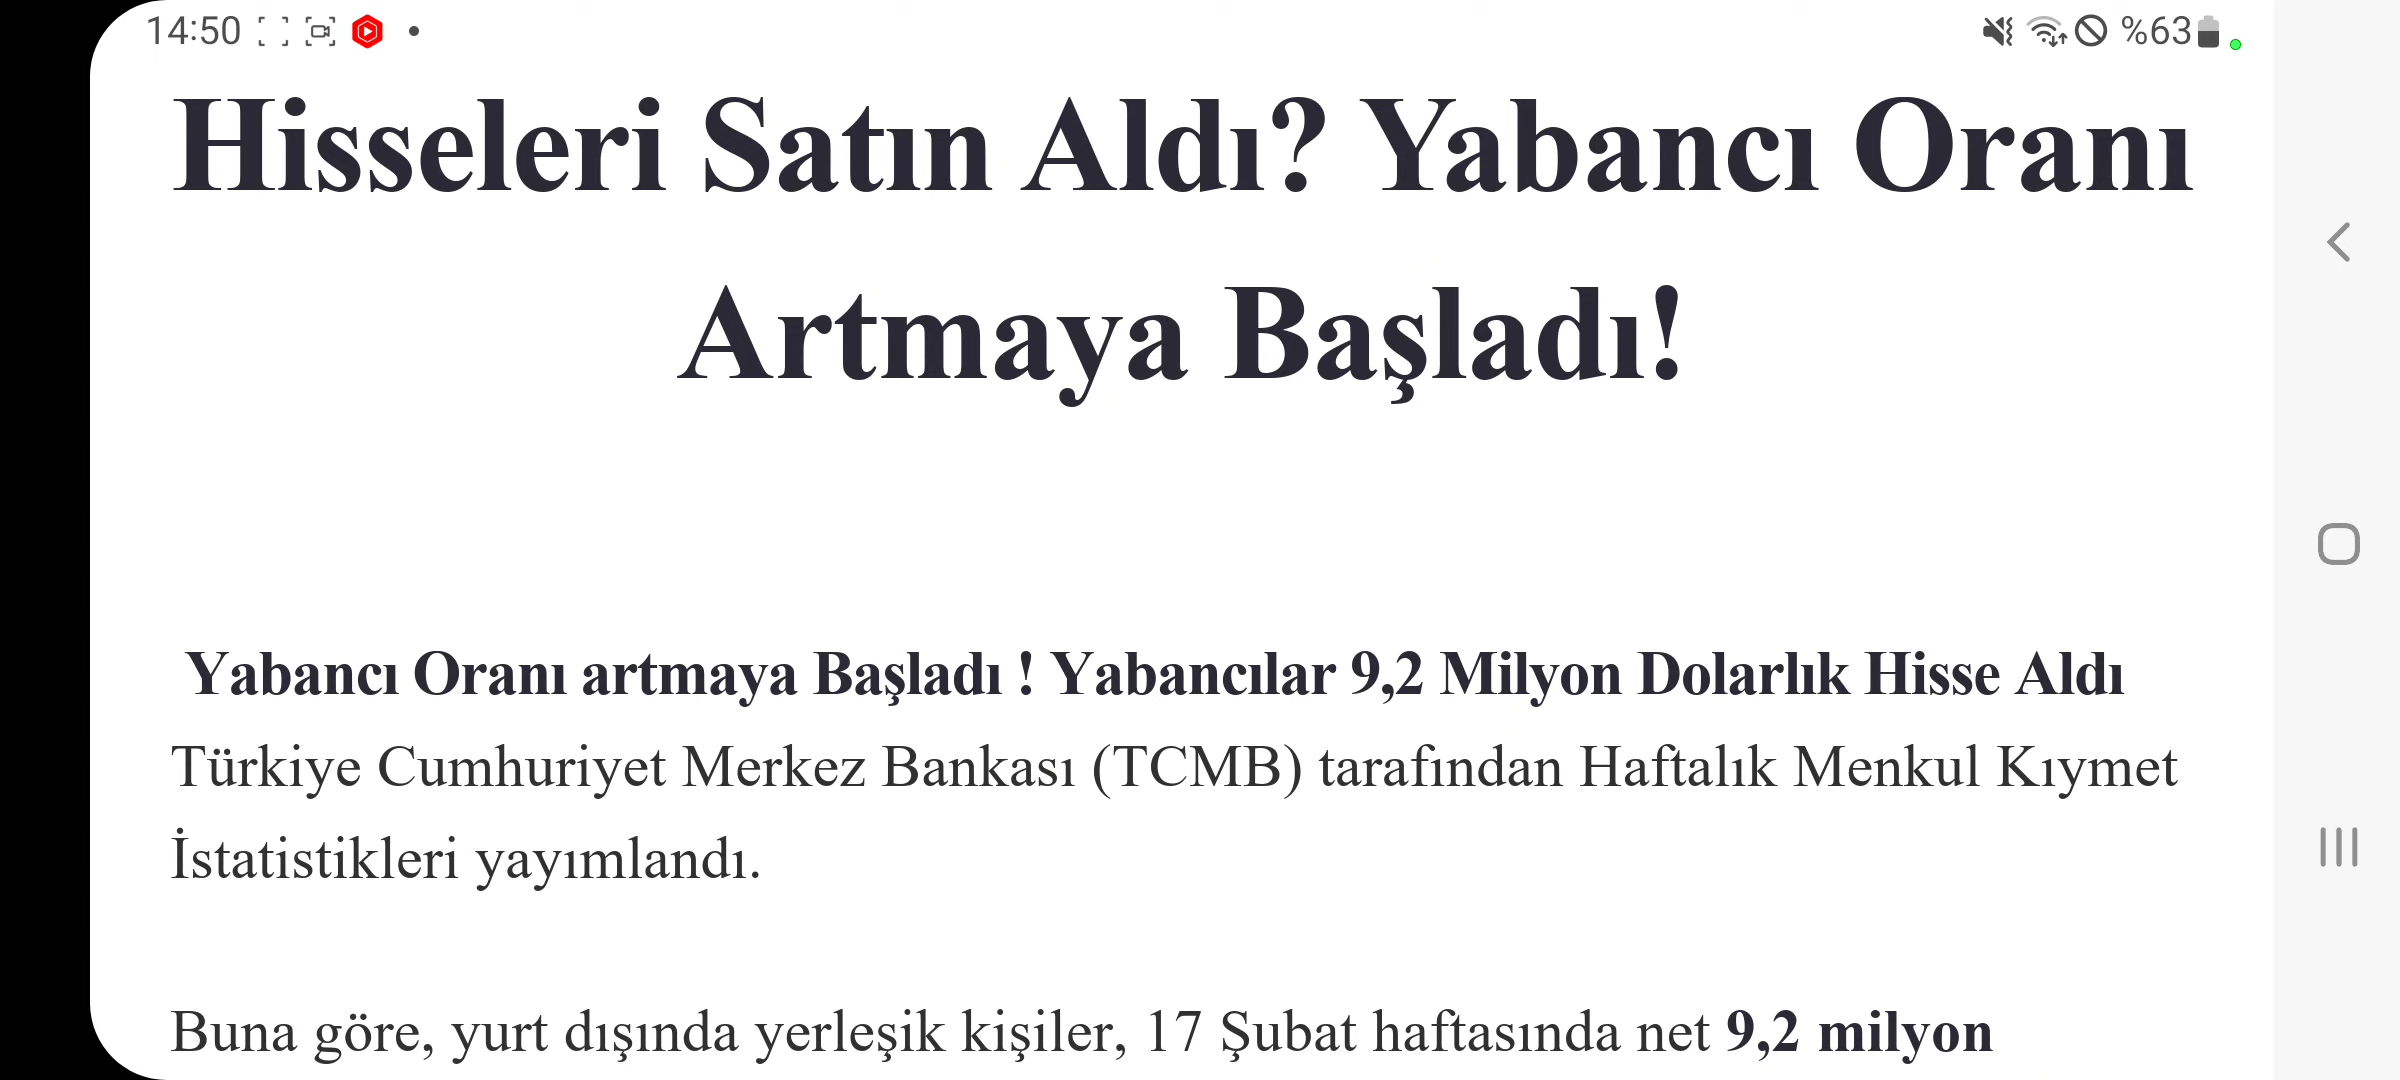 14:50
%63
Hisseleri Satın Aldı? Yabancı Oranı
Artmaya Başladı!
Yabancı Oranı artmaya Başladı ! Yabancılar 9,2 Milyon Dolarlık Hisse Aldı
Türkiye Cumhuriyet Merkez Bankası (TCMB) tarafından Haftalık Menkul Kıymet
İstatistikleri yayımlandı.
Buna göre, yurt dışında yerleşik kişiler, 17 Şubat haftasında net 9,2 milyon